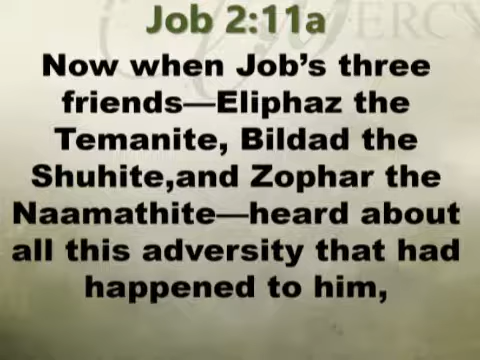 Job 2:11a
ERCY
Now when Job’s three
friends—Eliphaz the
Temanite, Bildad the
Shuhite,and Zophar the
Naamathite—heard about
all this adversity that had
happened to him,